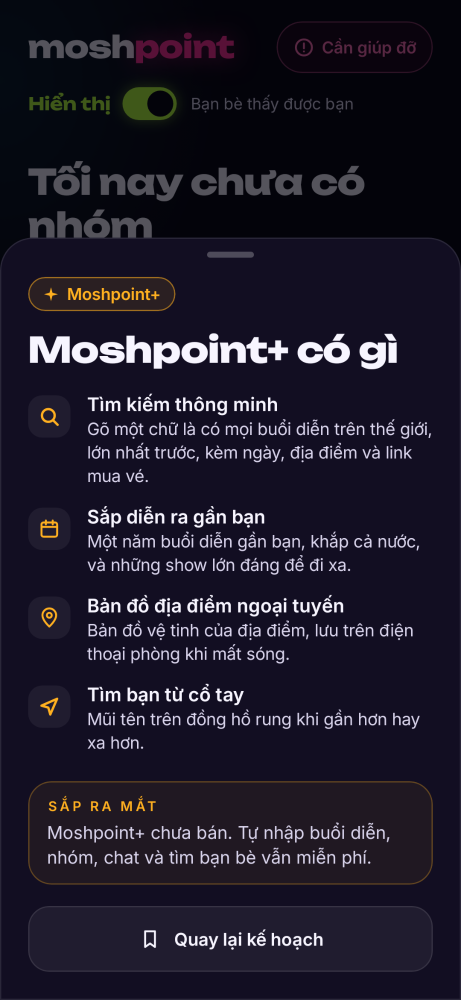 moshpoint
Cần giúp đỡ
Hiển thị
Bạn bè thấy được bạn
Tối nay chưa có
nhóm
Moshpoint+
Moshpoint+ có gì
Tìm kiếm thông minh
Gõ một chữ là có mọi buổi diễn trên thế giới,
lớn nhất trước, kèm ngày, địa điểm và link
mua vé.
Sắp diễn ra gần bạn
Một năm buổi diễn gần bạn, khắp cả nước,
và những show lớn đáng để đi xa.
Bản đồ địa điểm ngoại tuyến
Bản đồ vệ tinh của địa điểm, lưu trên điện
thoại phòng khi mất sóng.
Tìm bạn từ cổ tay
Mũi tên trên đồng hồ rung khi gần hơn hay
xa hơn.
SẮP RA MẮT
Moshpoint+ chưa bán. Tự nhập buổi diễn,
nhóm, chat và tìm bạn bè vẫn miễn phí.
Quay lại kế hoạch